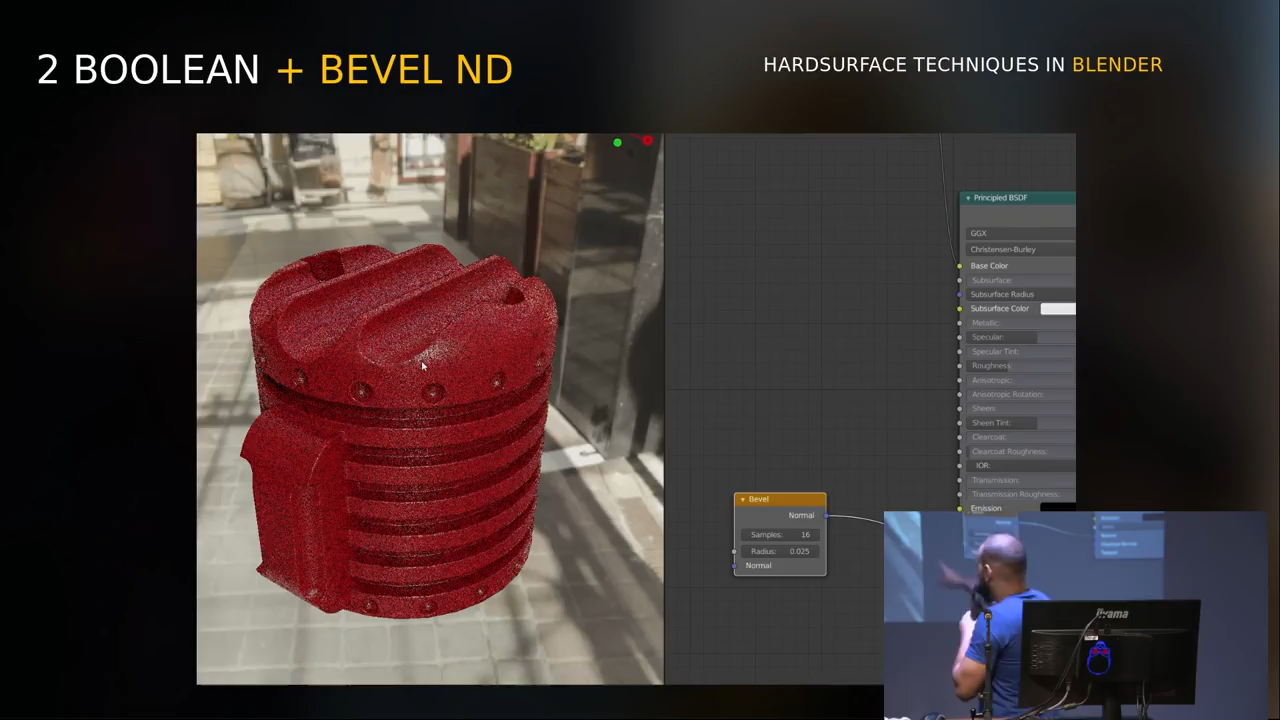 2 BOOLEAN + BEVEL ND
HARDSURFACE TECHNIQUES IN BLENDER
Principled BSDF
GGX
Christensen-Burley
Base Color
Subsurface:
Subsurface Radius
Subsurface Color
Metallic:
Specular:
Specular Tint:
Roughness:
Anisotropic:
Anisotropic Rotation:
Sheen:
Sheen Tint:
Clearcoat:
Clearcoat Roughness:
IOR:
Transmission:
Transmission Roughness:
Emission
Bevel
Normal
Samples: 16
Radius: 0.025
Normal
iiyama